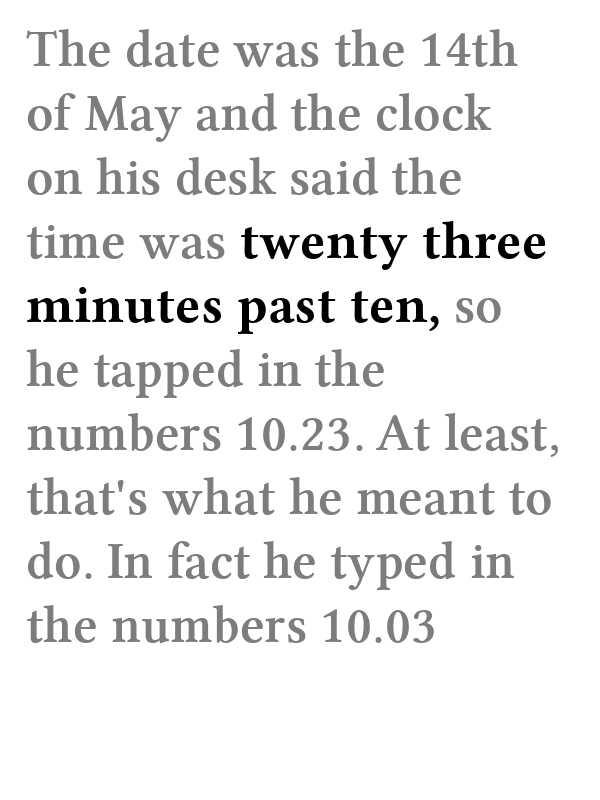 The date was the 14th
of May and the clock
on his desk said the
time was twenty three
minutes past ten, so
he tapped in the
numbers 10.23. At least,
that's what he meant to
do. In fact he typed in
the numbers 10.03